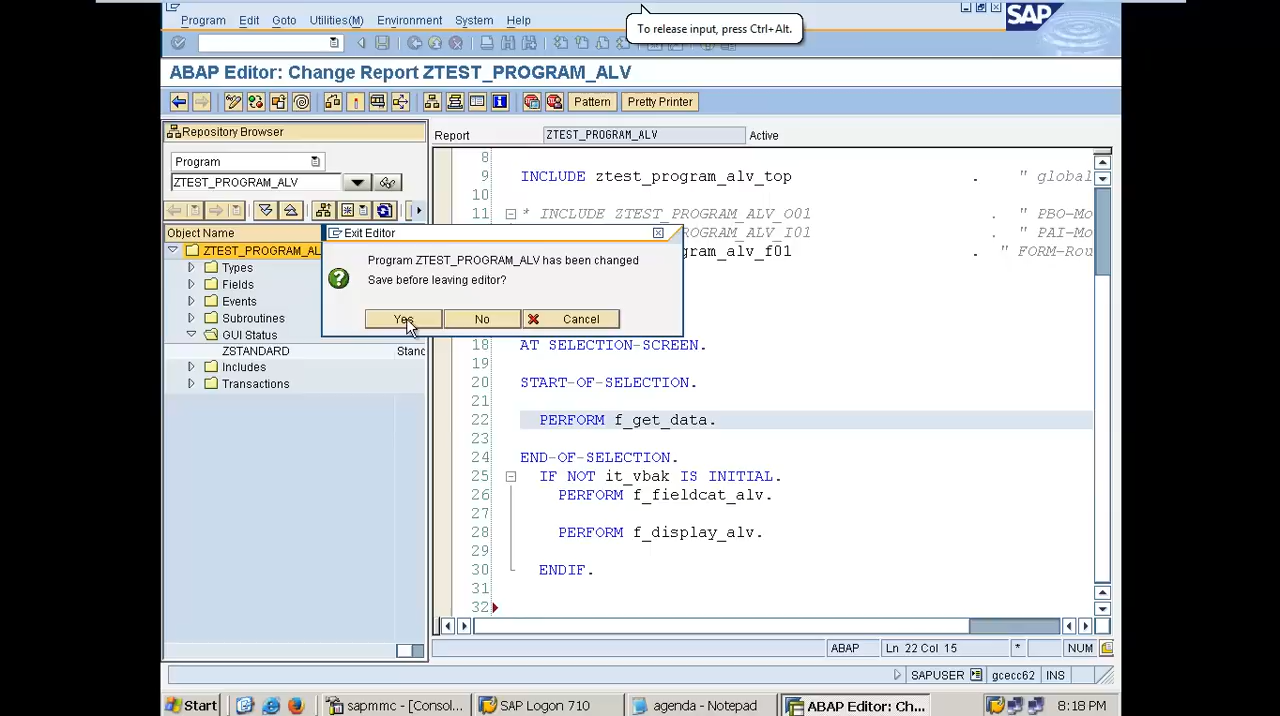 Program Edit Goto Utilities(M) Environment System Help
To release input, press Ctrl+Alt.
SAP
ABAP Editor: Change Report ZTEST_PROGRAM_ALV
Pattern Pretty Printer
Repository Browser
Program
ZTEST_PROGRAM_ALV
Object Name
ZTEST_PROGRAM_AL
Types
Fields
Events
Subroutines
GUI Status
ZSTANDARD Stanc
Includes
Transactions
Report ZTEST_PROGRAM_ALV Active
8
9 INCLUDE ztest_program_alv_top . " global
10
11 * INCLUDE ZTEST_PROGRAM_ALV_O01 . " PBO-Mo
ROGRAM_ALV_I01 . " PAI-Mo
gram_alv_f01 . " FORM-Rou
Exit Editor
Program ZTEST_PROGRAM_ALV has been changed
Save before leaving editor?
Yes No Cancel
18 AT SELECTION-SCREEN.
19
20 START-OF-SELECTION.
21
22 PERFORM f_get_data.
23
24 END-OF-SELECTION.
25 IF NOT it_vbak IS INITIAL.
26 PERFORM f_fieldcat_alv.
27
28 PERFORM f_display_alv.
29
30 ENDIF.
31
32
ABAP Ln 22 Col 15 * NUM
SAPUSER gcecc62 INS
Start sapmmc - [Consol... SAP Logon 710 agenda - Notepad ABAP Editor: Ch... 8:18 PM